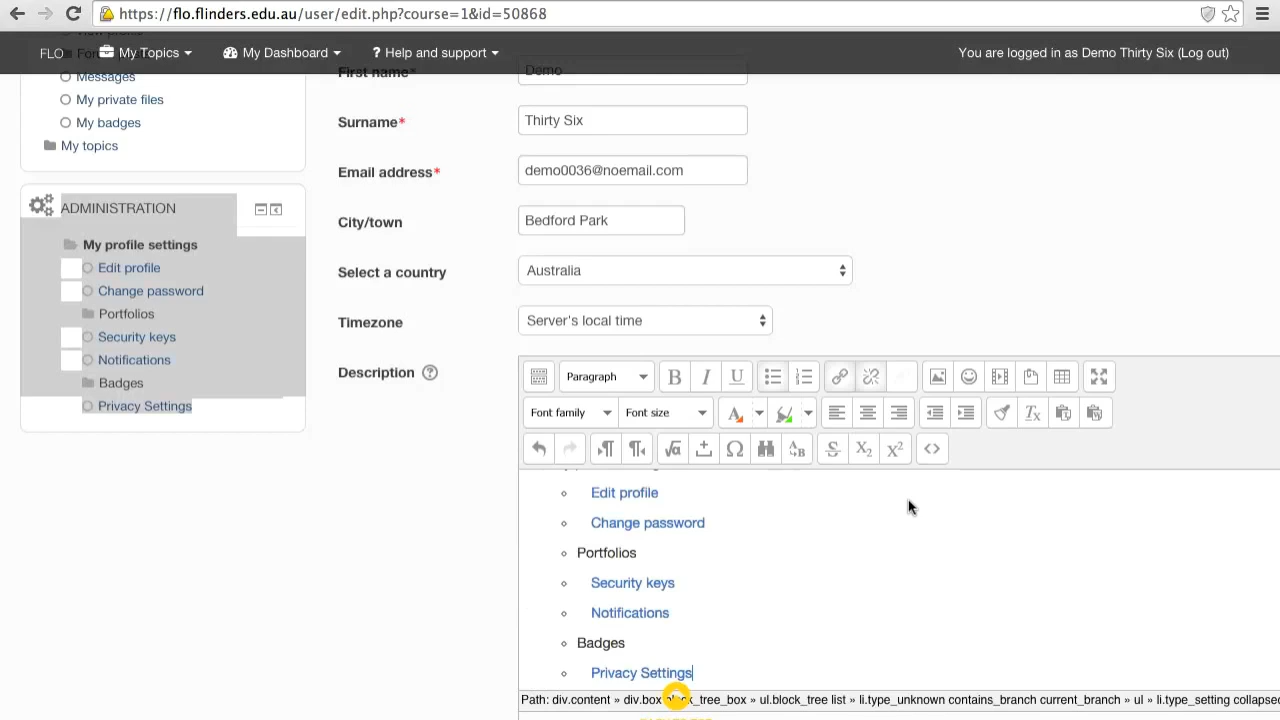 https://flo.flinders.edu.au/user/edit.php?course=1&id=50868
FLO My Topics My Dashboard ? Help and support You are logged in as Demo Thirty Six (Log out)
Messages
My private files
My badges
My topics
ADMINISTRATION
My profile settings
Edit profile
Change password
Portfolios
Security keys
Notifications
Badges
Privacy Settings
First name* Demo
Surname* Thirty Six
Email address* demo0036@noemail.com
City/town Bedford Park
Select a country Australia
Timezone Server's local time
Description ?
Paragraph B I U
Font family Font size A
Edit profile
Change password
Portfolios
Security keys
Notifications
Badges
Privacy Settings
Path: div.content » div.box » ul.block_tree list » li.type_unknown contains_branch current_branch » ul » li.type_setting collapsed